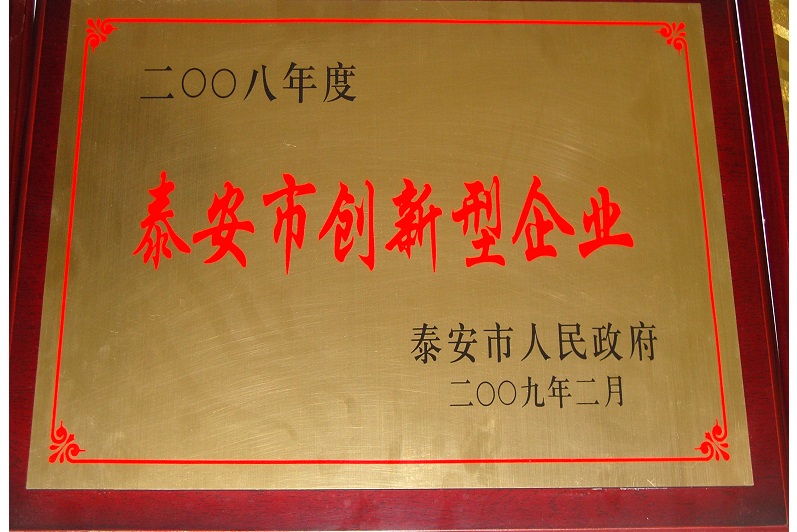 二〇〇八年度
泰安市创新型企业
泰安市人民政府
二〇〇九年二月